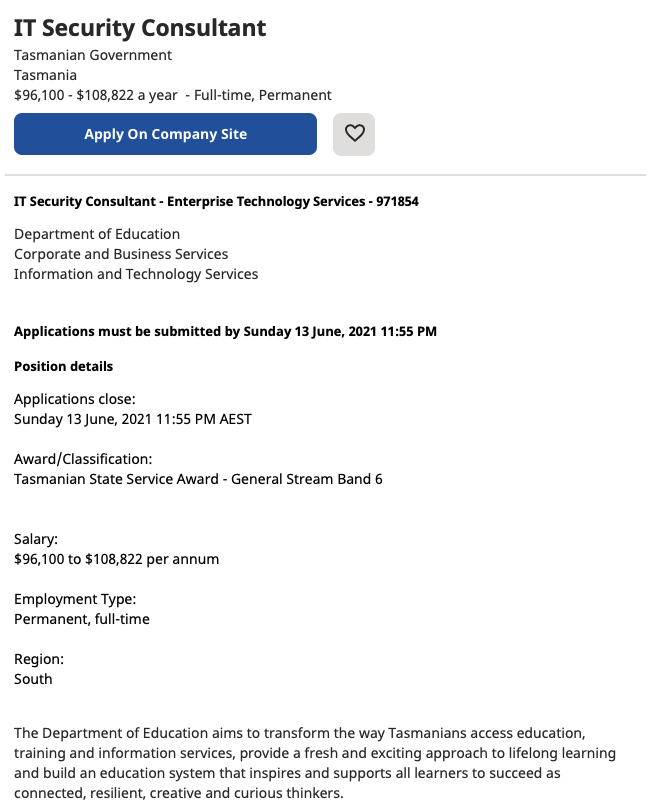 IT Security Consultant
Tasmanian Government
Tasmania
$96,100 - $108,822 a year - Full-time, Permanent
Apply On Company Site
IT Security Consultant - Enterprise Technology Services - 971854
Department of Education
Corporate and Business Services
Information and Technology Services
Applications must be submitted by Sunday 13 June, 2021 11:55 PM
Position details
Applications close:
Sunday 13 June, 2021 11:55 PM AEST
Award/Classification:
Tasmanian State Service Award - General Stream Band 6
Salary:
$96,100 to $108,822 per annum
Employment Type:
Permanent, full-time
Region:
South
The Department of Education aims to transform the way Tasmanians access education,
training and information services, provide a fresh and exciting approach to lifelong learning
and build an education system that inspires and supports all learners to succeed as
connected, resilient, creative and curious thinkers.